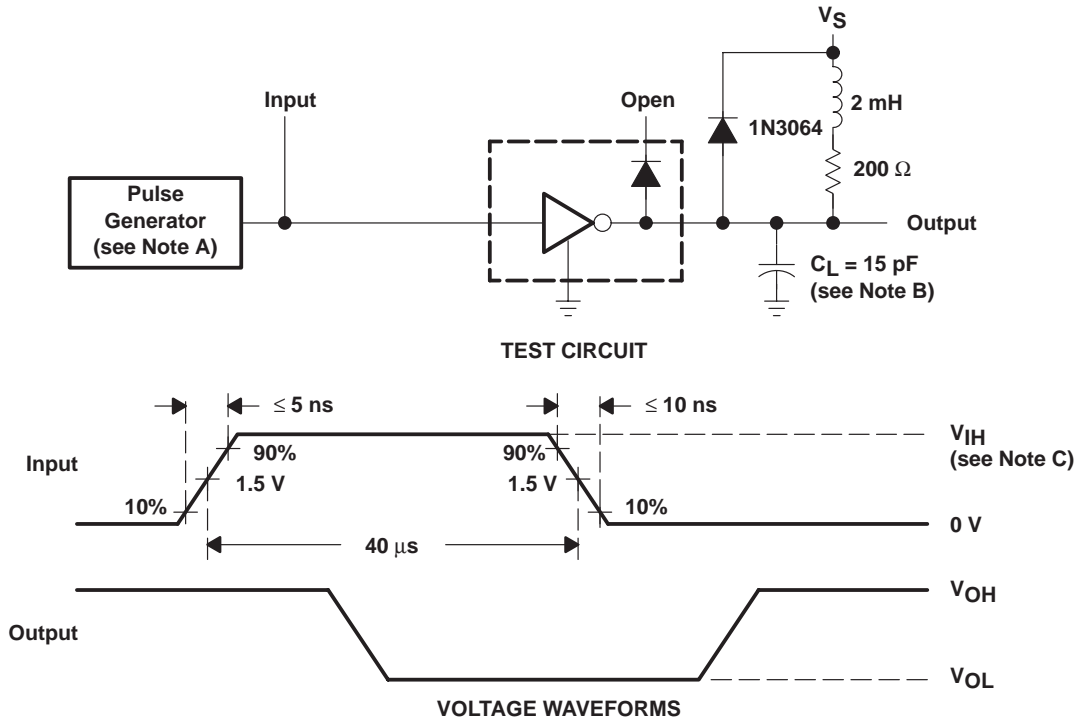 VS
Input
Open
2 mH
1N3064
200 Ω
Pulse
Generator
(see Note A)
Output
CL = 15 pF
(see Note B)
TEST CIRCUIT
≤ 5 ns
≤ 10 ns
Input
90%
90%
VIH
(see Note C)
1.5 V
1.5 V
10%
10%
0 V
40 μs
VOH
Output
VOL
VOLTAGE WAVEFORMS